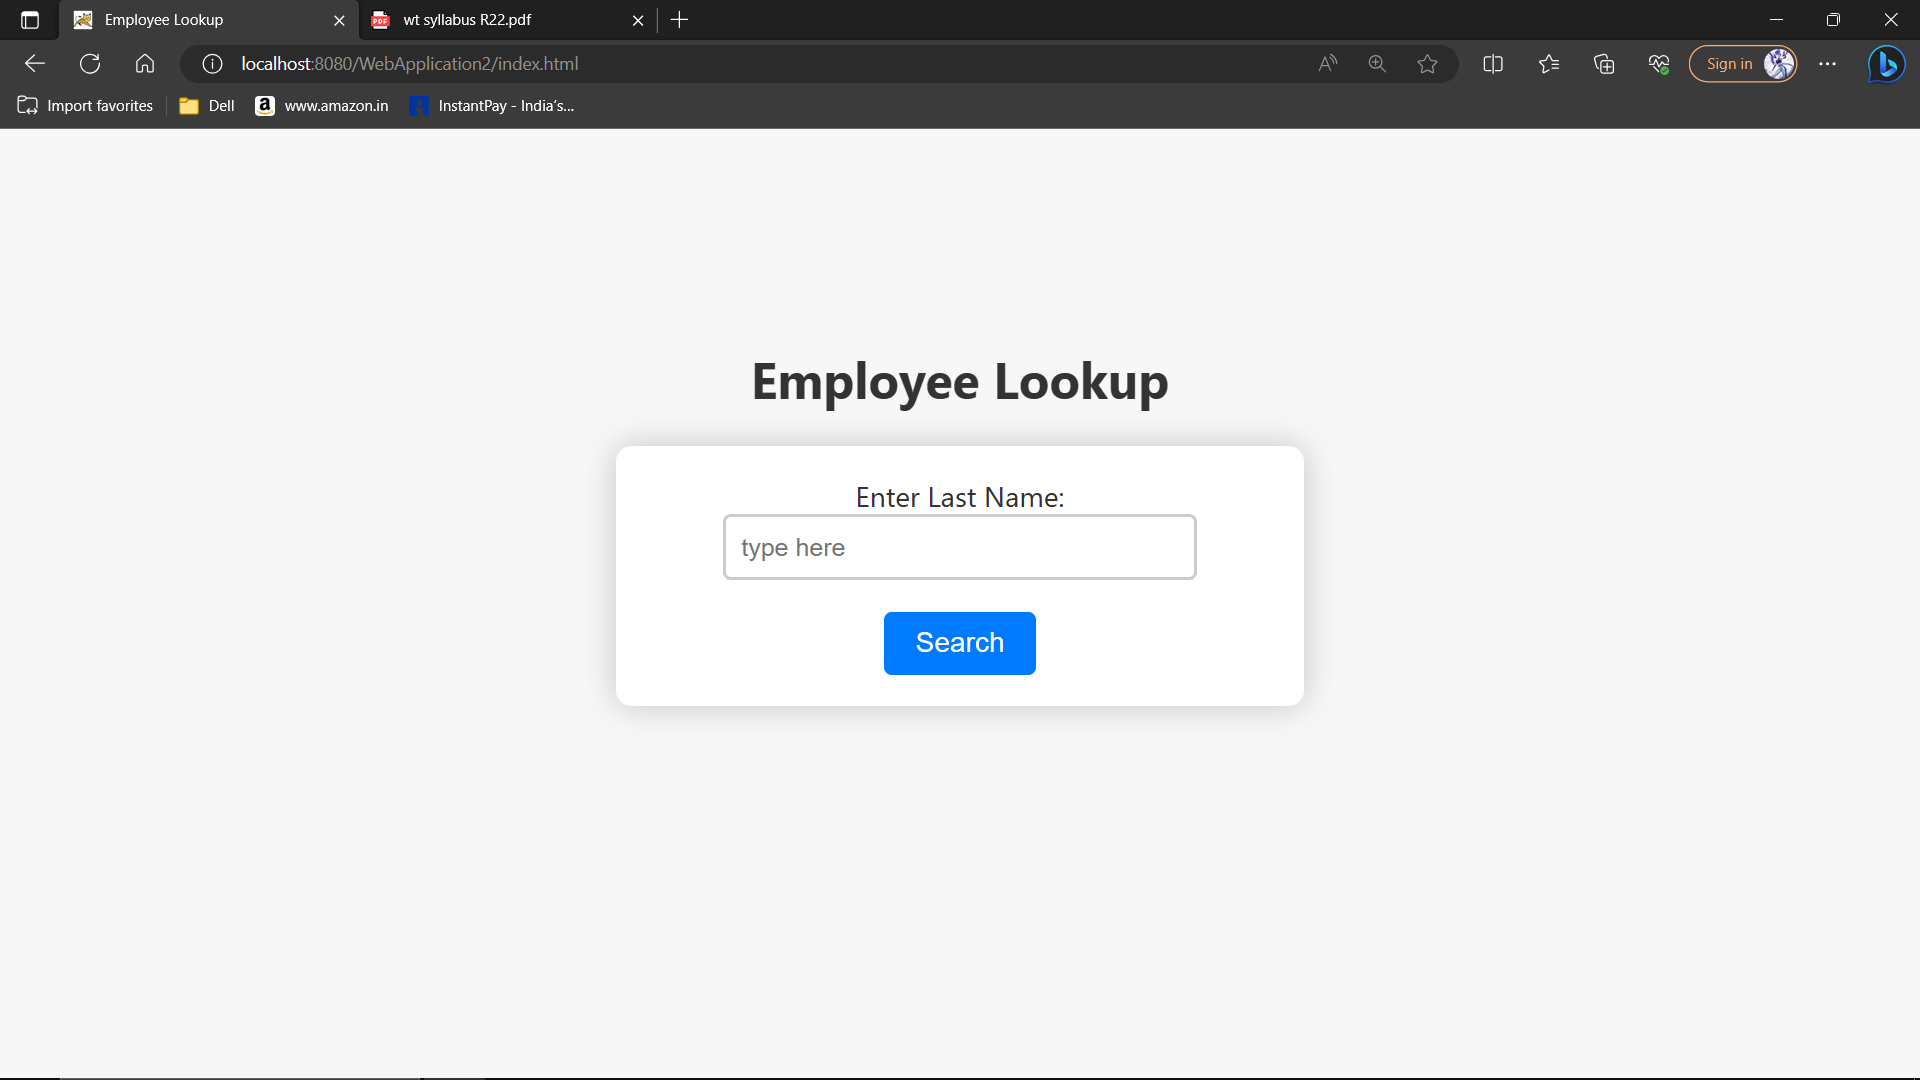 Employee Lookup
wt syllabus R22.pdf
localhost:8080/WebApplication2/index.html
Sign in
Import favorites
Dell
www.amazon.in
InstantPay - India's...
Employee Lookup
Enter Last Name:
type here
Search